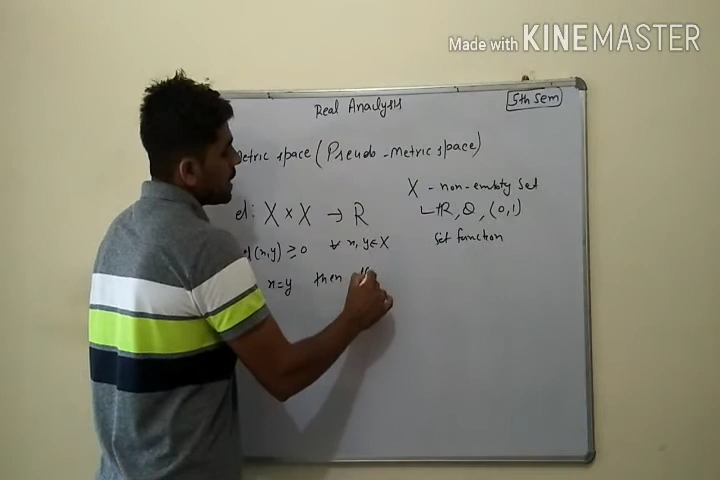 Made with KINEMASTER
Real Analysis
5th Sem
Metric space (Pseudo-Metric space)
X - non-embty Set
ℝ, Q, (0,1)
d: X × X → R
Set function
d(x,y) ≥ 0 ∀ x, y ∈ X
x=y then